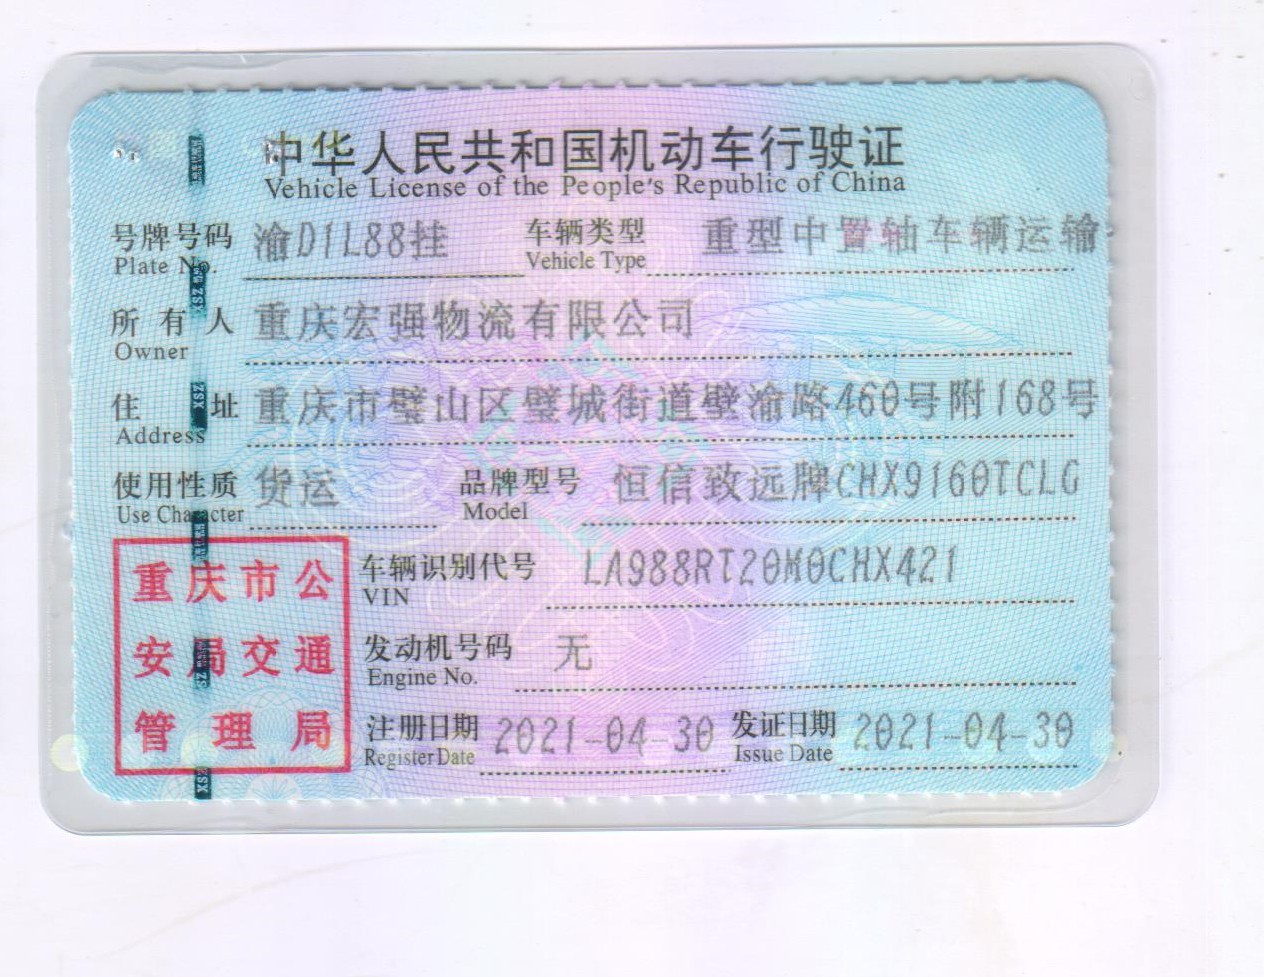 中华人民共和国机动车行驶证
Vehicle License of the People's Republic of China
号牌号码 渝D1L88挂 车辆类型 重型中置轴车辆运输
Plate No. Vehicle Type
所有人 重庆宏强物流有限公司
Owner
住址 重庆市璧山区璧城街道壁渝路460号附168号
Address
使用性质 货运 品牌型号 恒信致远牌CHX9160TCLG
Use Character Model
重庆市公
安局交通
管理局
车辆识别代号 LA988RT20M0CHX421
VIN
发动机号码 无
Engine No.
注册日期 2021-04-30 发证日期 2021-04-30
Register Date Issue Date
XSZ
XSZ
XSZ
XSZ